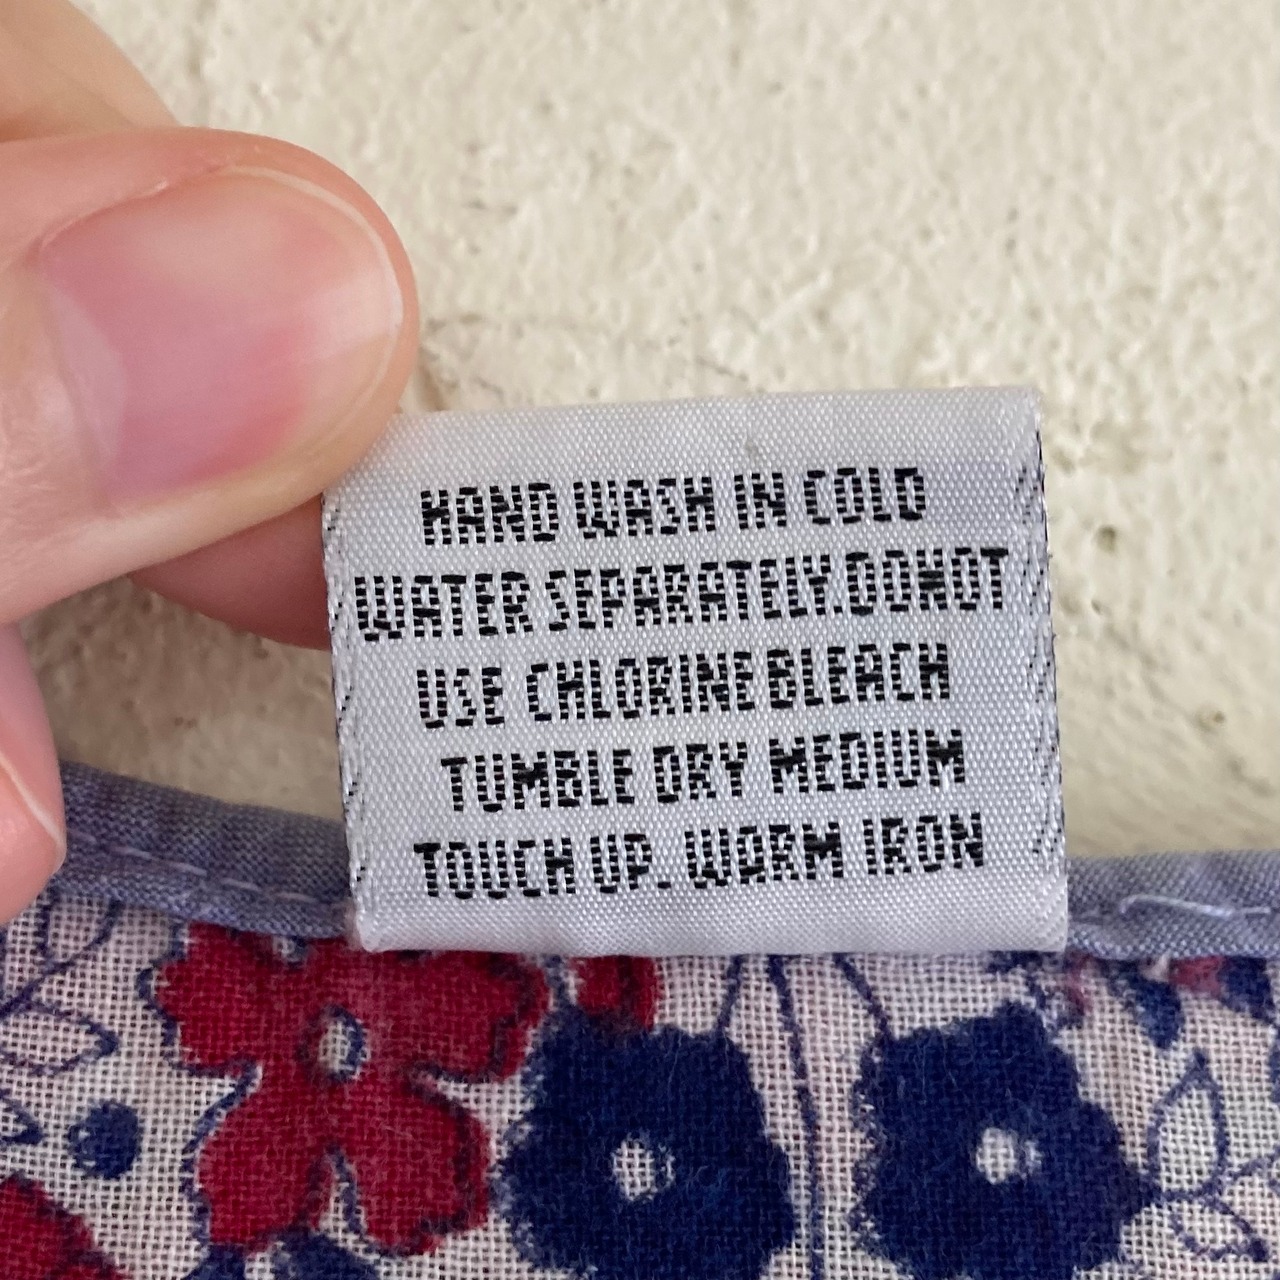 HAND WASH IN COLD
WATER SEPARATELY.DONOT
USE CHLORINE BLEACH
TUMBLE DRY MEDIUM
TOUCH UP. WARM IRON